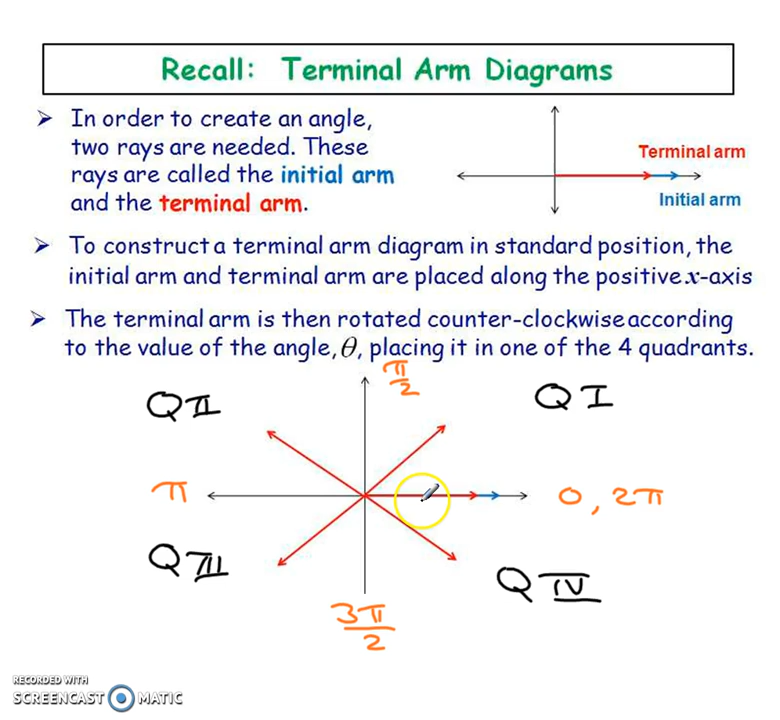 Recall: Terminal Arm Diagrams
➢ In order to create an angle,
two rays are needed. These
rays are called the initial arm
and the terminal arm.
Terminal arm
Initial arm
➢ To construct a terminal arm diagram in standard position, the
initial arm and terminal arm are placed along the positive x-axis
➢ The terminal arm is then rotated counter-clockwise according
to the value of the angle, θ, placing it in one of the 4 quadrants.
π/2
Q II
Q I
π
0, 2π
Q III
Q IV
3π/2
RECORDED WITH
SCREENCAST MATIC